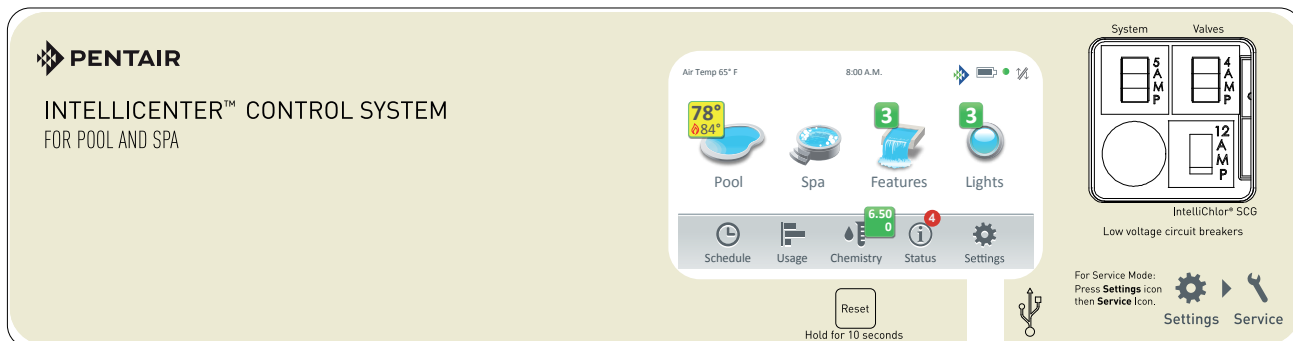 PENTAIR
INTELLICENTER™ CONTROL SYSTEM
FOR POOL AND SPA
Air Temp 65° F
8:00 A.M.
78°
84°
3
3
Pool
Spa
Features
Lights
6.50
0
4
Schedule
Usage
Chemistry
Status
Settings
Reset
Hold for 10 seconds
System
Valves
5 AMP
4 AMP
12 AMP
IntelliChlor® SCG
Low voltage circuit breakers
For Service Mode:
Press Settings icon
then Service Icon.
Settings
Service